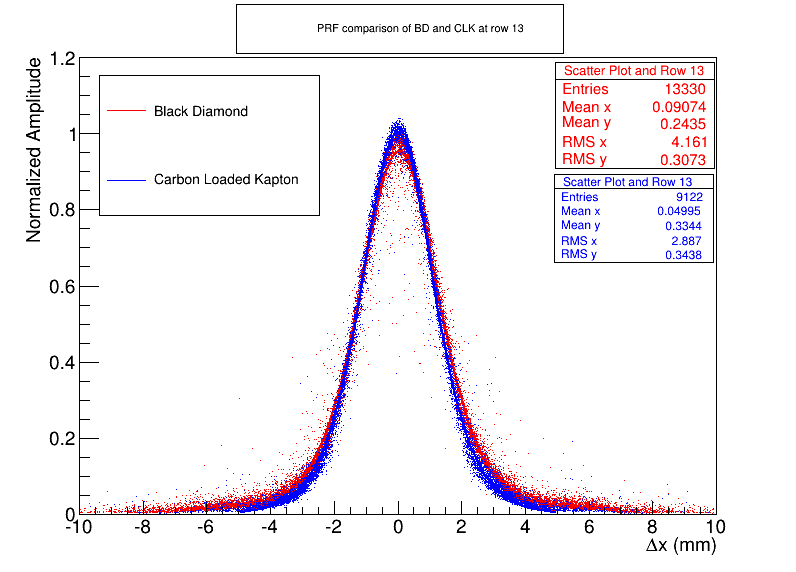 PRF comparison of BD and CLK at row 13
Normalized Amplitude
1.2
1
0.8
0.6
0.4
0.2
0
Black Diamond
Carbon Loaded Kapton
Scatter Plot and Row 13
Entries 13330
Mean x 0.09074
Mean y 0.2435
RMS x 4.161
RMS y 0.3073
Scatter Plot and Row 13
Entries 9122
Mean x 0.04995
Mean y 0.3344
RMS x 2.887
RMS y 0.3438
-10 -8 -6 -4 -2 0 2 4 6 8 10
Δx (mm)